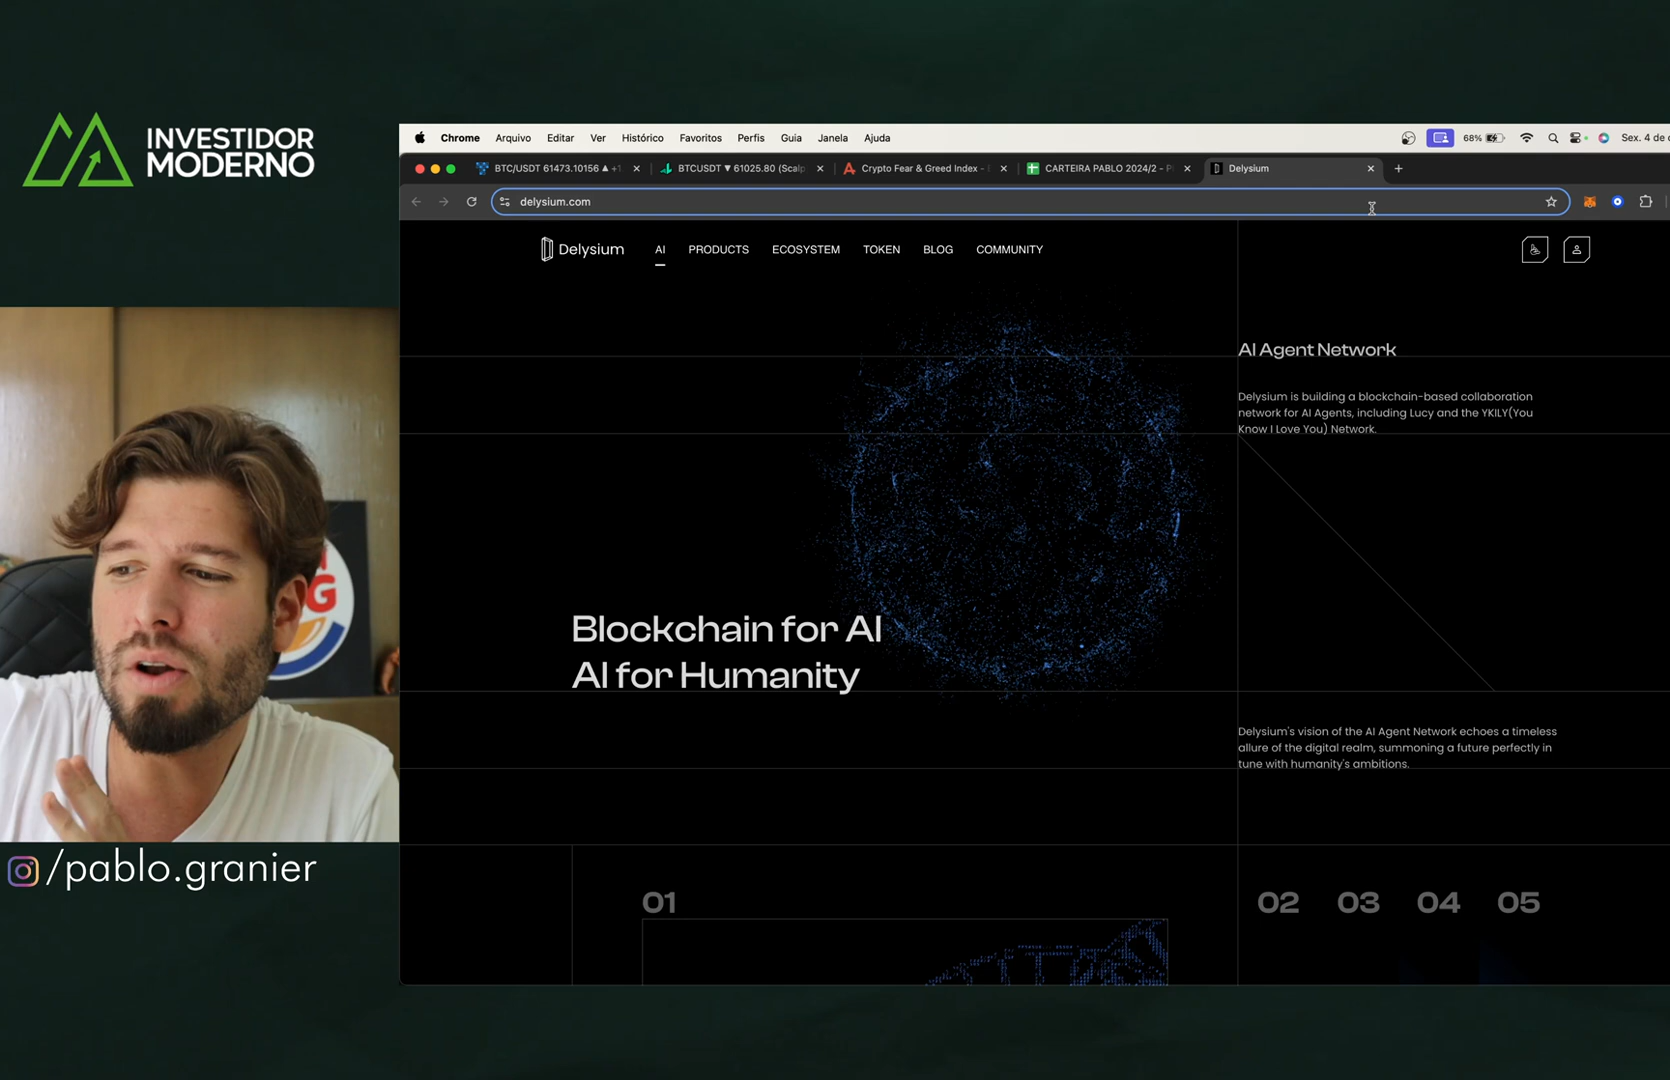 INVESTIDOR
MODERNO
Chrome Arquivo Editar Ver Histórico Favoritos Perfis Guia Janela Ajuda
68%
Sex. 4 de
BTC/USDT 61473.10156 ▲ +1.
BTCUSDT ▼ 61025.80 (Scalp
Crypto Fear & Greed Index -
CARTEIRA PABLO 2024/2 -
Delysium
delysium.com
Delysium
AI PRODUCTS ECOSYSTEM TOKEN BLOG COMMUNITY
AI Agent Network
Delysium is building a blockchain-based collaboration
network for AI Agents, including Lucy and the YKILY(You
Know I Love You) Network.
Blockchain for AI
AI for Humanity
Delysium's vision of the AI Agent Network echoes a timeless
allure of the digital realm, summoning a future perfectly in
tune with humanity's ambitions.
/pablo.granier
01
02 03 04 05